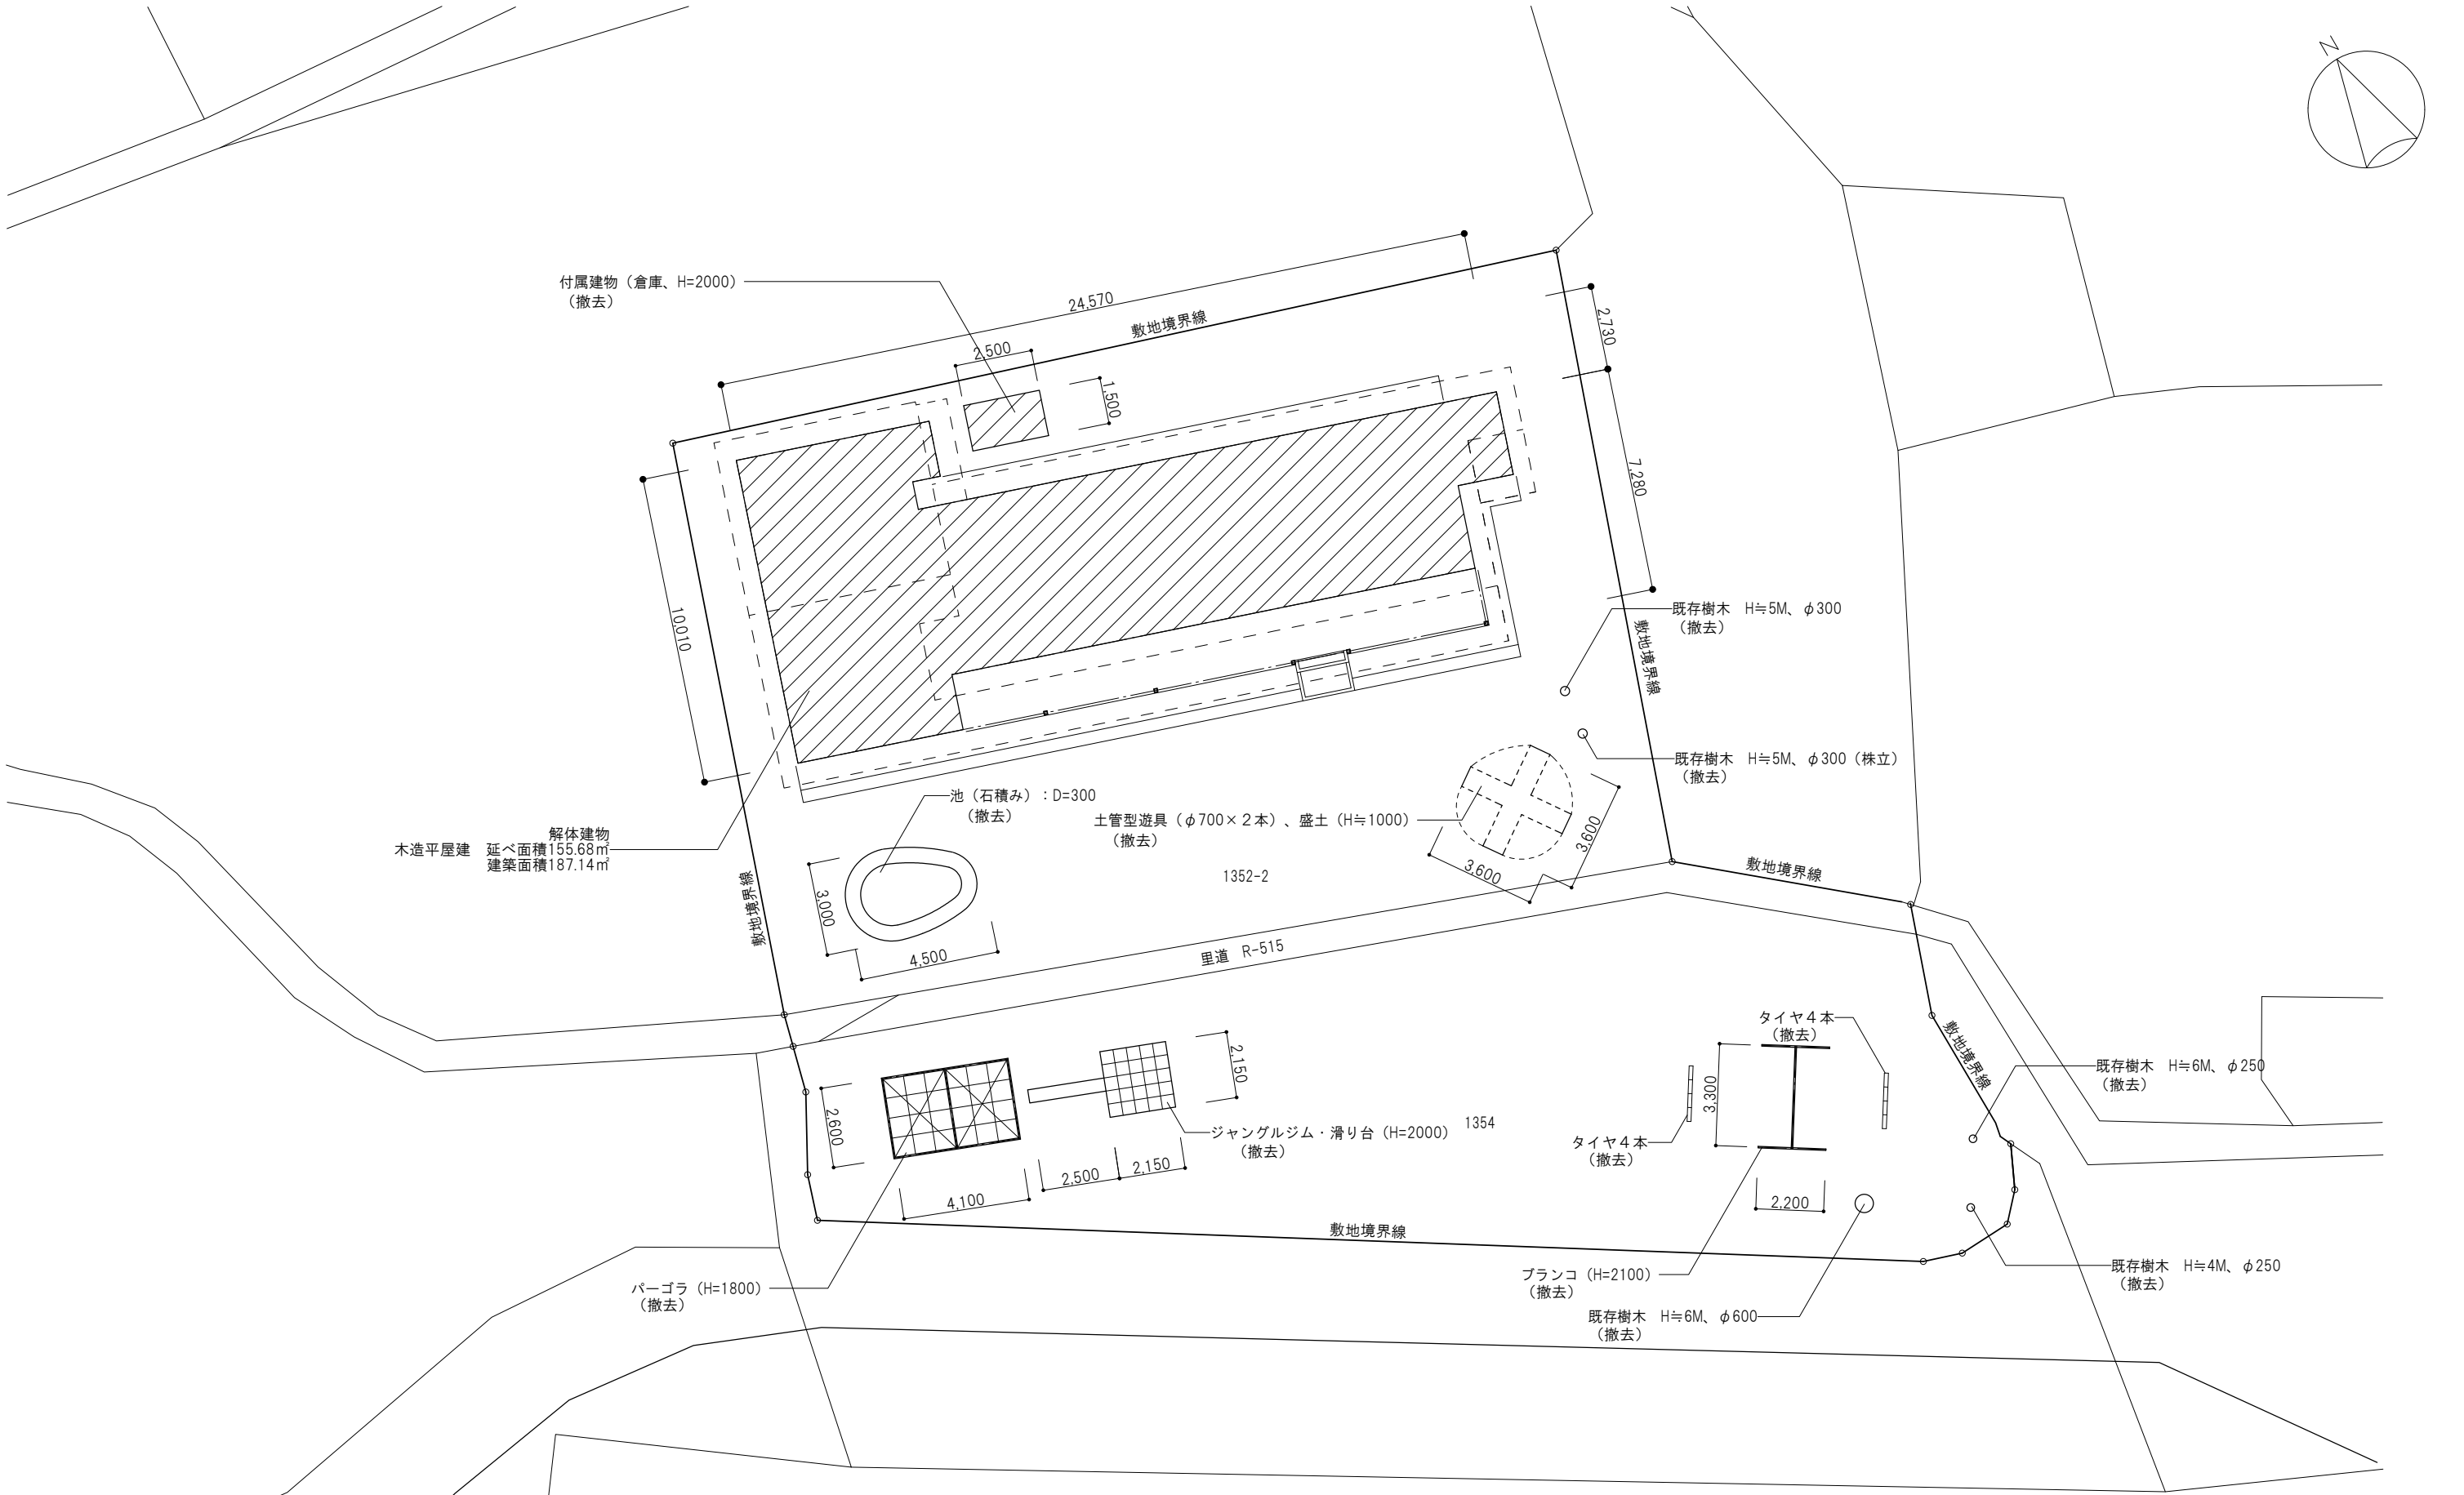 N
付属建物（倉庫、H=2000）
（撤去）
24,570
敷地境界線
2,730
2,500
1,500
7,280
10,010
既存樹木　H≒5M、φ300
（撤去）
敷地境界線
既存樹木　H≒5M、φ300（株立）
（撤去）
池（石積み）：D=300
（撤去）
土管型遊具（φ700×２本）、盛土（H≒1000）
（撤去）
解体建物
木造平屋建　延べ面積155.68㎡
建築面積187.14㎡
3,600
3,600
敷地境界線
1352-2
敷地境界線
3,000
4,500
里道　R-515
タイヤ４本
（撤去）
敷地境界線
2,150
既存樹木　H≒6M、φ250
（撤去）
3,300
2,600
ジャングルジム・滑り台（H=2000）
（撤去）
1354
タイヤ４本
（撤去）
2,500
2,150
4,100
2,200
敷地境界線
既存樹木　H≒4M、φ250
（撤去）
パーゴラ（H=1800）
（撤去）
ブランコ（H=2100）
（撤去）
既存樹木　H≒6M、φ600
（撤去）